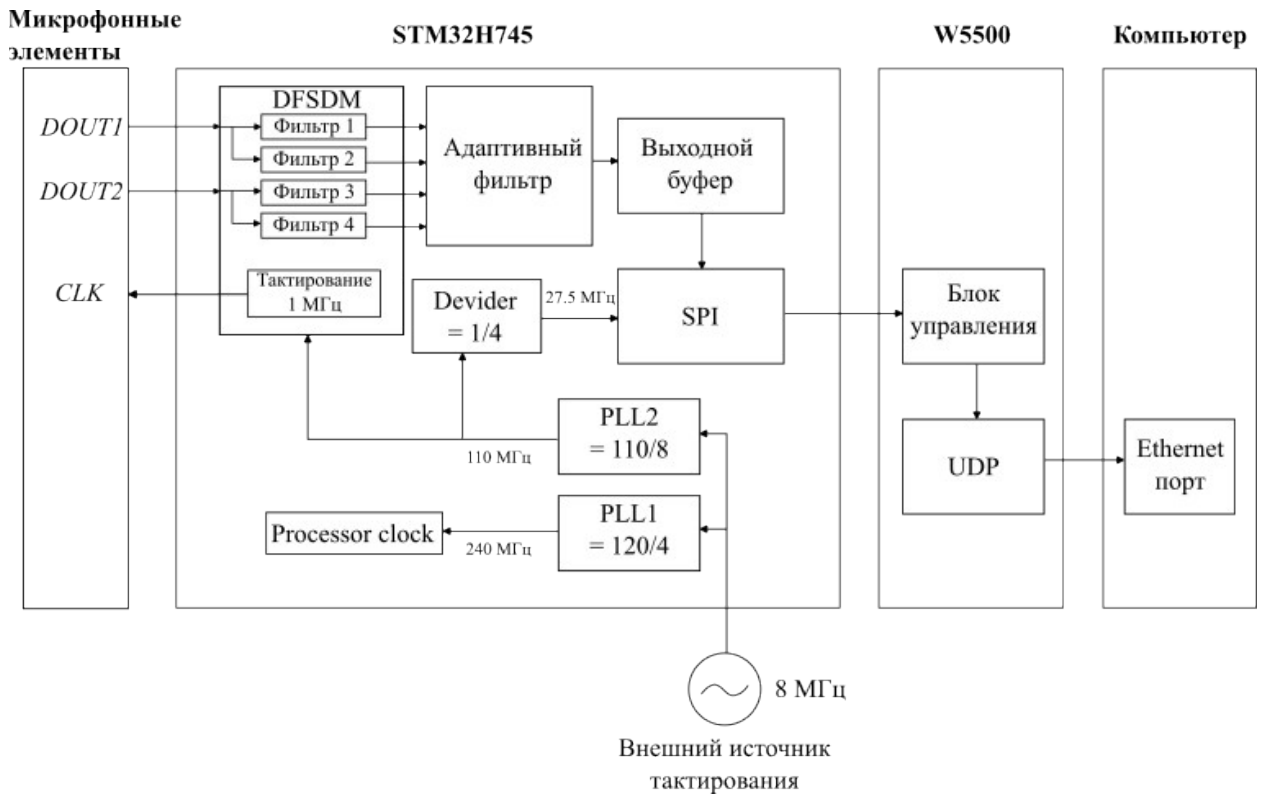 Микрофонные
элементы
STM32H745
W5500
Компьютер
DOUT1
DOUT2
CLK
DFSDM
Фильтр 1
Фильтр 2
Фильтр 3
Фильтр 4
Тактирование
1 МГц
Адаптивный
фильтр
Выходной
буфер
Devider
= 1/4
27.5 МГц
SPI
Блок
управления
PLL2
= 110/8
110 МГц
UDP
Ethernet
порт
PLL1
= 120/4
240 МГц
Processor clock
8 МГц
Внешний источник
тактирования